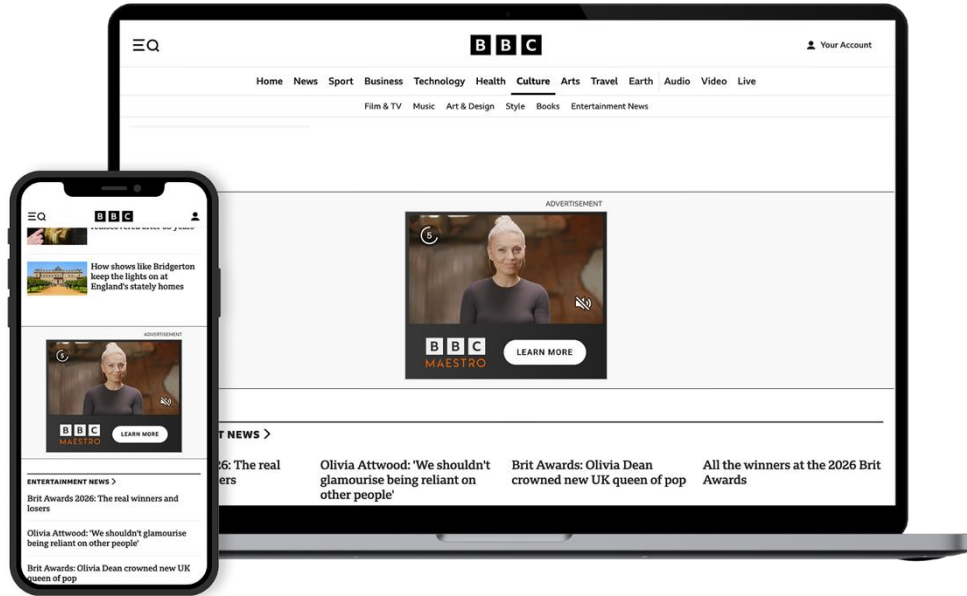 BBC
Your Account
Home News Sport Business Technology Health Culture Arts Travel Earth Audio Video Live
Film & TV Music Art & Design Style Books Entertainment News
ADVERTISEMENT
5
BBC
MAESTRO
LEARN MORE
T NEWS >
26: The real
ers
Olivia Attwood: 'We shouldn't
glamourise being reliant on
other people'
Brit Awards: Olivia Dean
crowned new UK queen of pop
All the winners at the 2026 Brit
Awards
BBC
How shows like Bridgerton
keep the lights on at
England's stately homes
ADVERTISEMENT
5
BBC
MAESTRO
LEARN MORE
ENTERTAINMENT NEWS >
Brit Awards 2026: The real winners and
losers
Olivia Attwood: 'We shouldn't glamourise
being reliant on other people'
Brit Awards: Olivia Dean crowned new UK
queen of pop